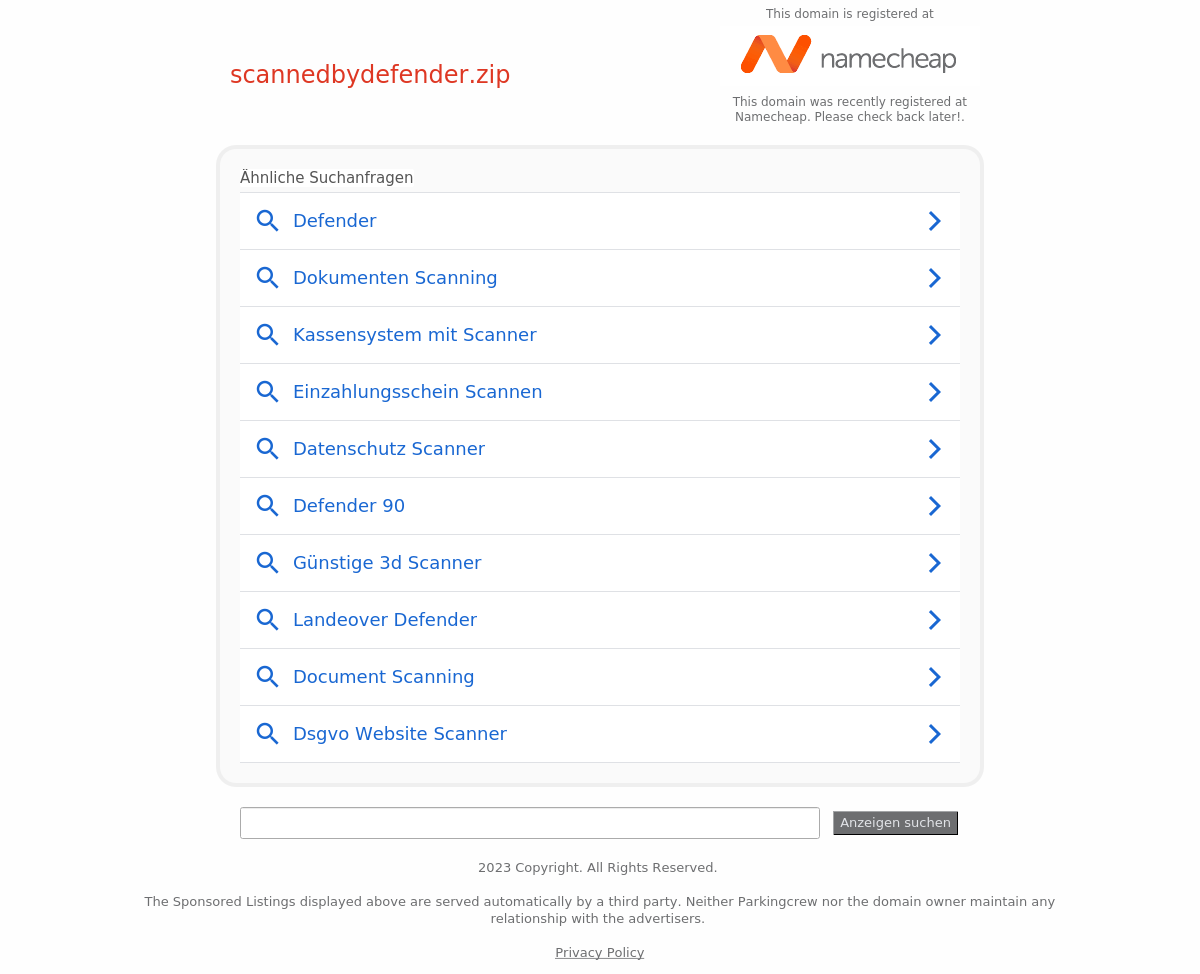 This domain is registered at
namecheap
scannedbydefender.zip
This domain was recently registered at
Namecheap. Please check back later!.
Ähnliche Suchanfragen
Defender
Dokumenten Scanning
Kassensystem mit Scanner
Einzahlungsschein Scannen
Datenschutz Scanner
Defender 90
Günstige 3d Scanner
Landeover Defender
Document Scanning
Dsgvo Website Scanner
Anzeigen suchen
2023 Copyright. All Rights Reserved.
The Sponsored Listings displayed above are served automatically by a third party. Neither Parkingcrew nor the domain owner maintain any
relationship with the advertisers.
Privacy Policy